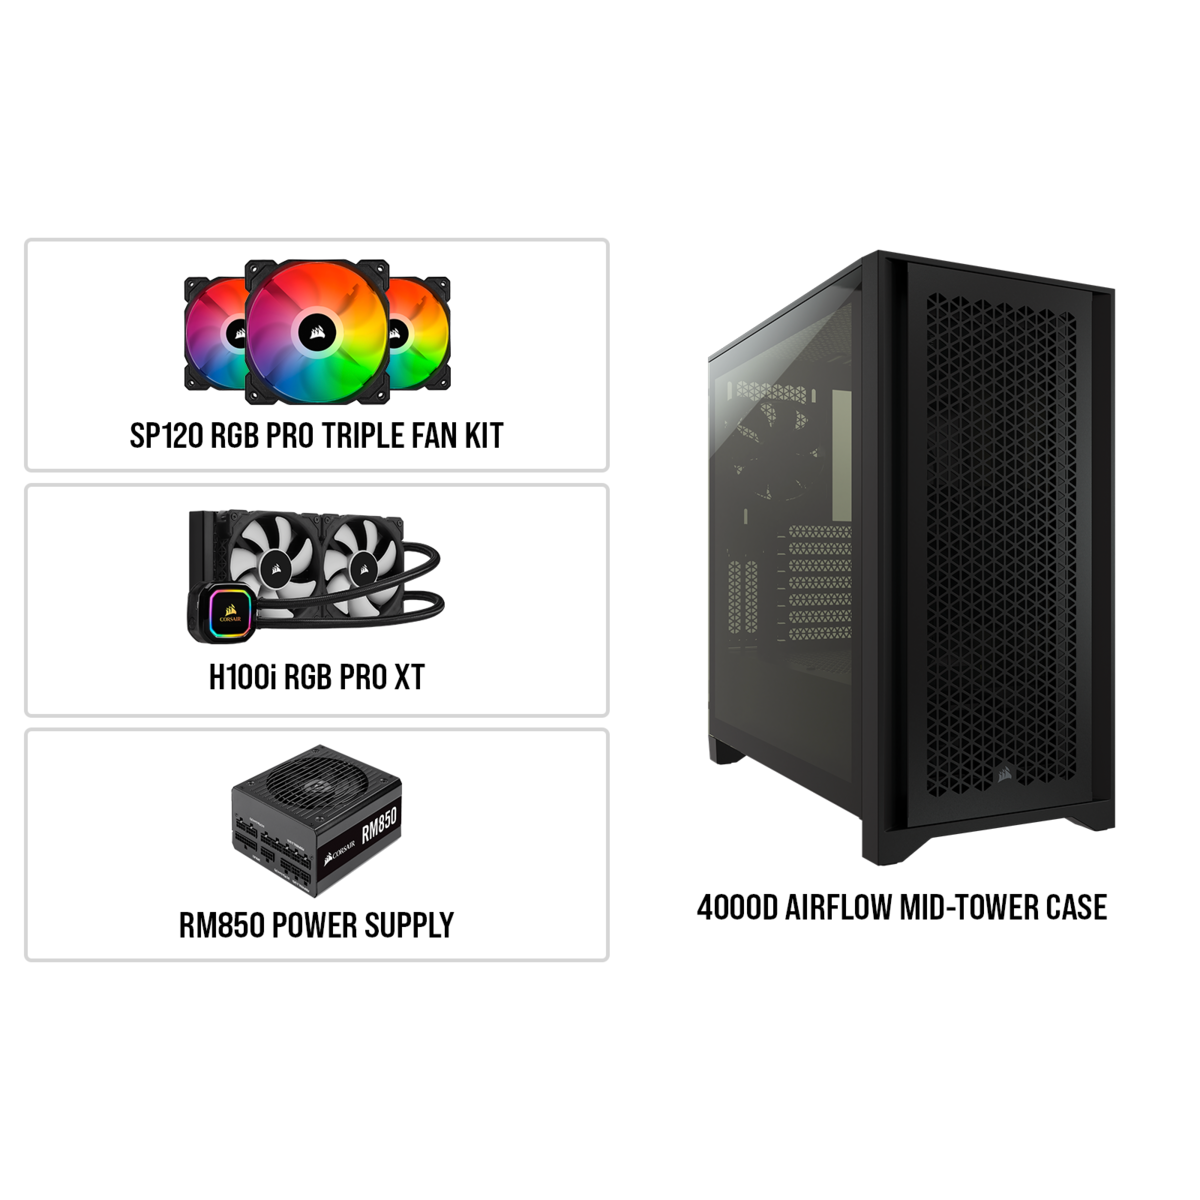 SP120 RGB PRO TRIPLE FAN KIT
CORSAIR
H100i RGB PRO XT
CORSAIR
RM850
RM850 POWER SUPPLY
4000D AIRFLOW MID-TOWER CASE